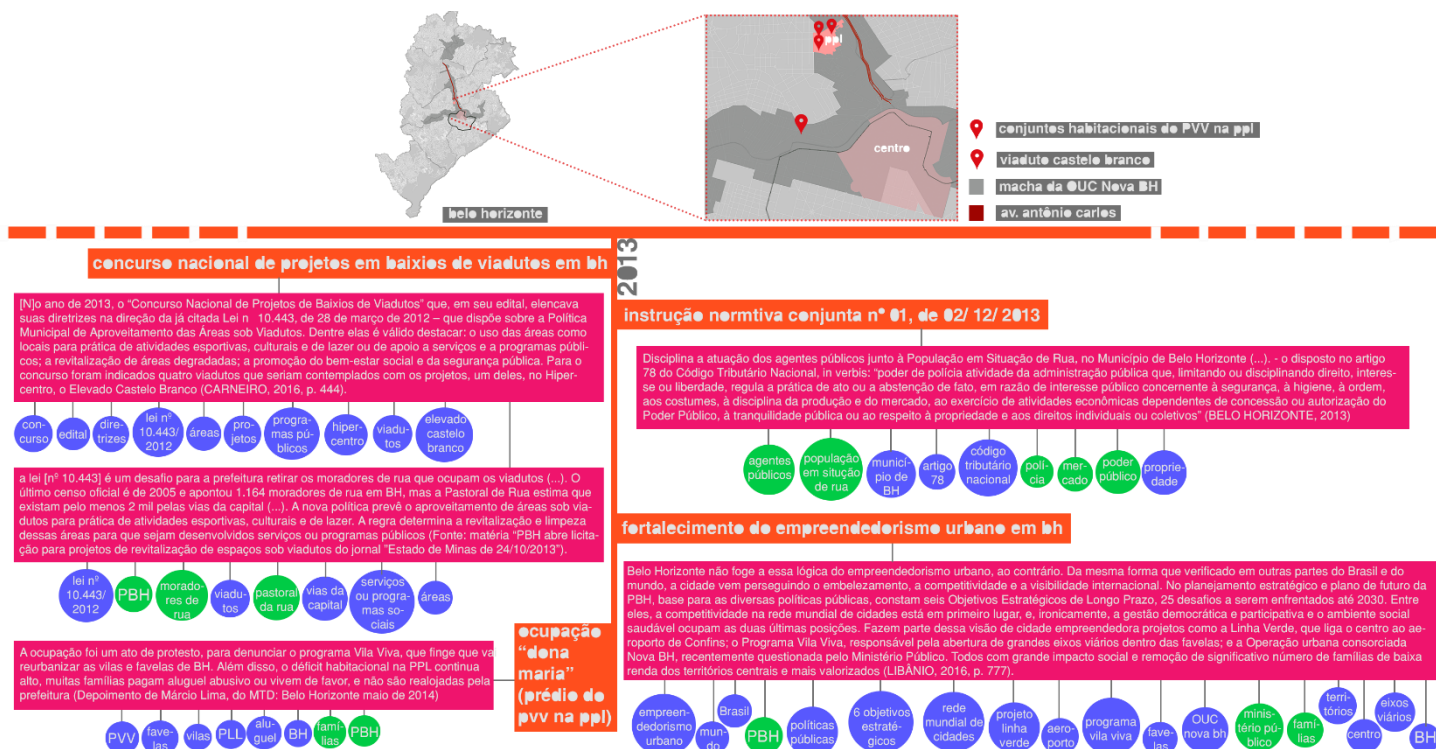 ppl
centro
conjuntos habitacionais do PVV na ppl
viaduto castelo branco
macha da OUC Nova BH
av. antônio carlos
belo horizonte
2013
concurso nacional de projetos em baixios de viadutos em bh
[N]o ano de 2013, o “Concurso Nacional de Projetos de Baixios de Viadutos” que, em seu edital, elencava
suas diretrizes na direção da já citada Lei n 10.443, de 28 de março de 2012 – que dispõe sobre a Política
Municipal de Aproveitamento das Áreas sob Viadutos. Dentre elas é válido destacar: o uso das áreas como
locais para prática de atividades esportivas, culturais e de lazer ou de apoio a serviços e a programas públi-
cos; a revitalização de áreas degradadas; a promoção do bem-estar social e da segurança pública. Para o
concurso foram indicados quatro viadutos que seriam contemplados com os projetos, um deles, no Hiper-
centro, o Elevado Castelo Branco (CARNEIRO, 2016, p. 444).
con-
curso
edital
dire-
trizes
lei nº
10.443/
2012
áreas
pro-
jetos
progra-
mas pú-
blicos
hiper-
centro
viadu-
tos
elevado
castelo
branco
a lei [nº 10.443] é um desafio para a prefeitura retirar os moradores de rua que ocupam os viadutos (...). O
último censo oficial é de 2005 e apontou 1.164 moradores de rua em BH, mas a Pastoral de Rua estima que
existam pelo menos 2 mil pelas vias da capital (...). A nova política prevê o aproveitamento de áreas sob via-
dutos para prática de atividades esportivas, culturais e de lazer. A regra determina a revitalização e limpeza
dessas áreas para que sejam desenvolvidos serviços ou programas públicos (Fonte: matéria “PBH abre licita-
ção para projetos de revitalização de espaços sob viadutos do jornal ”Estado de Minas de 24/10/2013”).
lei nº
10.443/
2012
PBH
morado-
res de
rua
viadu-
tos
pastoral
da rua
vias da
capital
serviços
ou progra-
mas so-
ciais
áreas
ocupação
“dona
maria”
(prédio do
pvv na ppl)
A ocupação foi um ato de protesto, para denunciar o programa Vila Viva, que finge que vai
reurbanizar as vilas e favelas de BH. Além disso, o déficit habitacional na PPL continua
alto, muitas famílias pagam aluguel abusivo ou vivem de favor, e não são realojadas pela
prefeitura (Depoimento de Márcio Lima, do MTD: Belo Horizonte maio de 2014)
PVV
fave-
las
vilas
PLL
alu-
guel
BH
famí-
lias
PBH
instrução normtiva conjunta nº 01, de 02/ 12/ 2013
Disciplina a atuação dos agentes públicos junto à População em Situação de Rua, no Município de Belo Horizonte (...). - o disposto no artigo
78 do Código Tributário Nacional, in verbis: “poder de polícia atividade da administração pública que, limitando ou disciplinando direito, interes-
se ou liberdade, regula a prática de ato ou a abstenção de fato, em razão de interesse público concernente à segurança, à higiene, à ordem,
aos costumes, à disciplina da produção e do mercado, ao exercício de atividades econômicas dependentes de concessão ou autorização do
Poder Público, à tranquilidade pública ou ao respeito à propriedade e aos direitos individuais ou coletivos” (BELO HORIZONTE, 2013)
agentes
públicos
população
em situção
de rua
municí-
pio de
BH
artigo
78
código
tributário
nacional
polí-
cia
mer-
cado
poder
público
proprie-
dade
fortalecimento do empreendedorismo urbano em bh
Belo Horizonte não foge a essa lógica do empreendedorismo urbano, ao contrário. Da mesma forma que verificado em outras partes do Brasil e do
mundo, a cidade vem perseguindo o embelezamento, a competitividade e a visibilidade internacional. No planejamento estratégico e plano de futuro da
PBH, base para as diversas políticas públicas, constam seis Objetivos Estratégicos de Longo Prazo, 25 desafios a serem enfrentados até 2030. Entre
eles, a competitividade na rede mundial de cidades está em primeiro lugar, e, ironicamente, a gestão democrática e participativa e o ambiente social
saudável ocupam as duas últimas posições. Fazem parte dessa visão de cidade empreendedora projetos como a Linha Verde, que liga o centro ao ae-
roporto de Confins; o Programa Vila Viva, responsável pela abertura de grandes eixos viários dentro das favelas; e a Operação urbana consorciada
Nova BH, recentemente questionada pelo Ministério Público. Todos com grande impacto social e remoção de significativo número de famílias de baixa
renda dos territórios centrais e mais valorizados (LIBÂNIO, 2016, p. 777).
empreen-
dedorismo
urbano
mun-
do
Brasil
PBH
políticas
públicas
6 objetivos
estraté-
gicos
rede
mundial de
cidades
projeto
linha
verde
aero-
porto
programa
vila viva
fave-
las
OUC
nova bh
minis-
tério pú-
blico
famí-
lias
terri-
tórios
centro
eixos
viários
BH